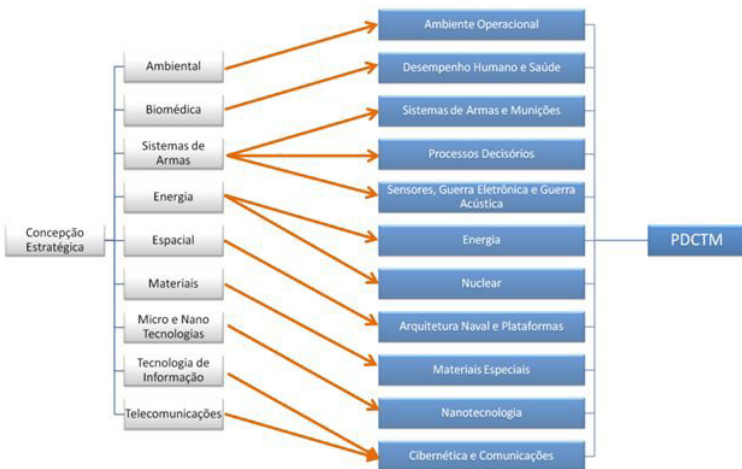 Concepção
Estratégica
Ambiental
Biomédica
Sistemas de
Armas
Energia
Espacial
Materiais
Micro e Nano
Tecnologias
Tecnologia de
Informação
Telecomunicações
Ambiente Operacional
Desempenho Humano e Saúde
Sistemas de Armas e Munições
Processos Decisórios
Sensores, Guerra Eletrônica e Guerra
Acústica
Energia
Nuclear
Arquitetura Naval e Plataformas
Materiais Especiais
Nanotecnologia
Cibernética e Comunicações
PDCTM